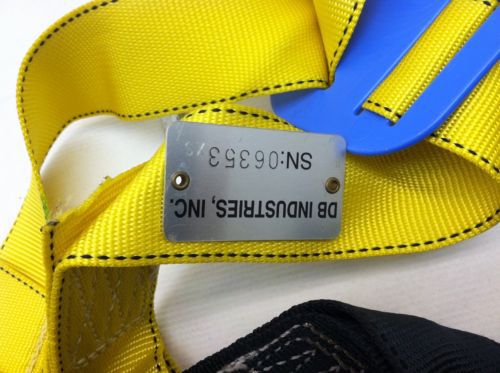 DB INDUSTRIES, INC.
SN:06353